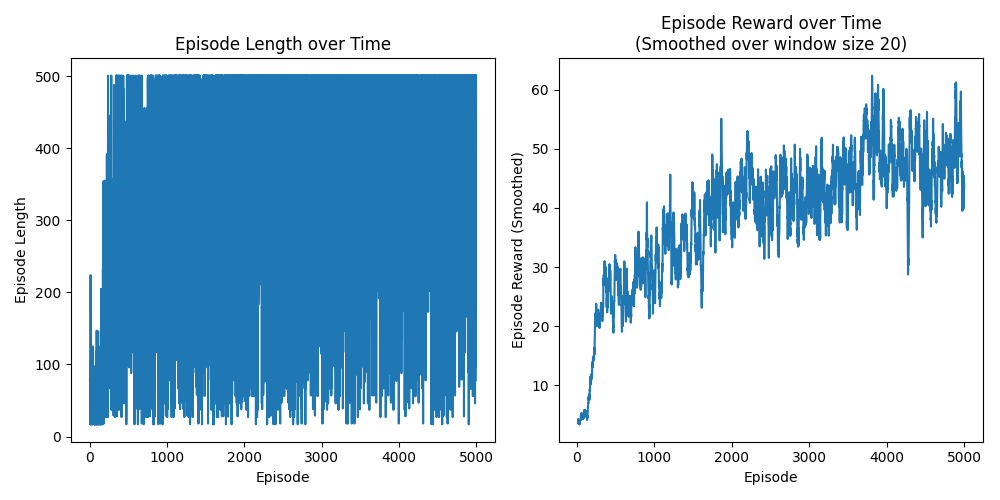 Episode Length over Time
500
400
300
200
100
0
Episode Length
0 1000 2000 3000 4000 5000
Episode
Episode Reward over Time
(Smoothed over window size 20)
60
50
40
30
20
10
Episode Reward (Smoothed)
0 1000 2000 3000 4000 5000
Episode